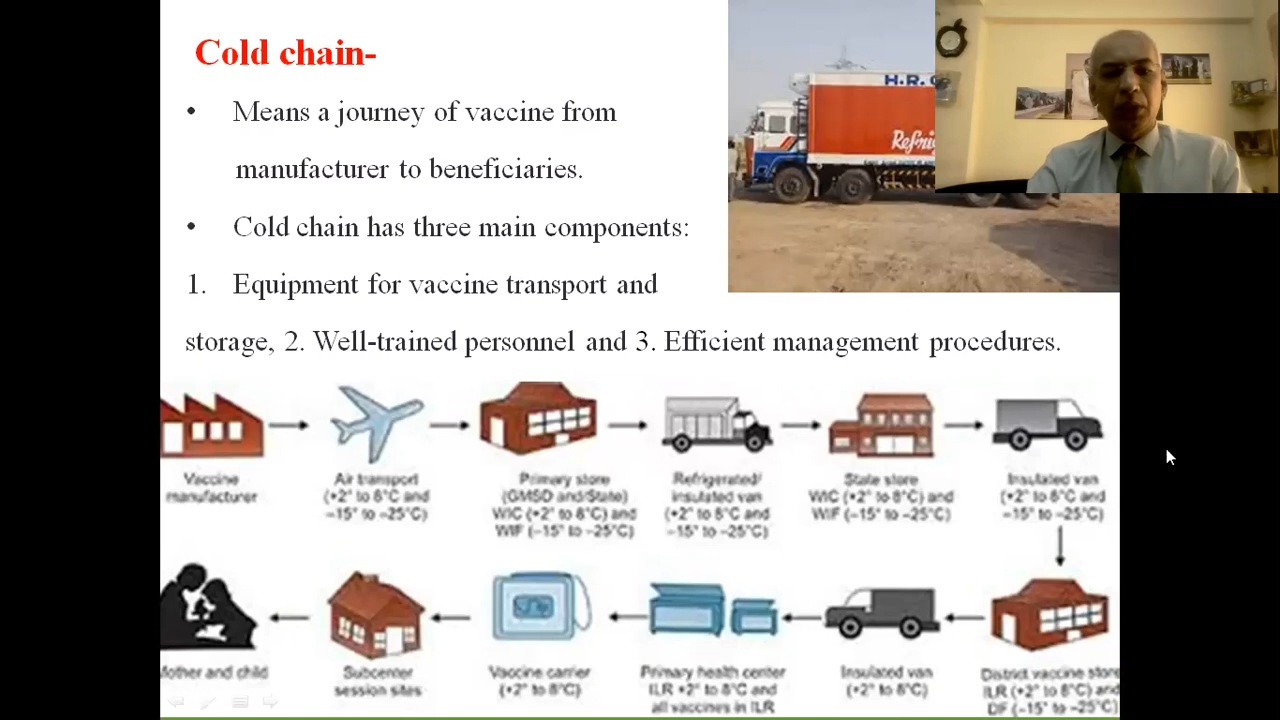 Cold chain-
• Means a journey of vaccine from
manufacturer to beneficiaries.
• Cold chain has three main components:
1. Equipment for vaccine transport and
storage, 2. Well-trained personnel and 3. Efficient management procedures.
H.R.
Refrig
Vaccine
manufacturer
Air transport
(+2° to 8°C and
–15° to –25°C)
Primary store
(GMSD and/State)
WIC (+2° to 8°C) and
WIF (–15° to –25°C)
Refrigerated/
insulated van
(+2° to 8°C and
–15° to –25°C)
State store
WIC (+2° to 8°C) and
WIF (–15° to –25°C)
Insulated van
(+2° to 8°C and
–15° to –25°C)
Mother and child
Subcenter
session sites
Vaccine carrier
(+2° to 8°C)
Primary health center
ILR +2° to 8°C and
all vaccines in ILR
Insulated van
(+2° to 8°C)
District vaccine store
ILR (+2° to 8°C) and
DF (–15° to –25°C)